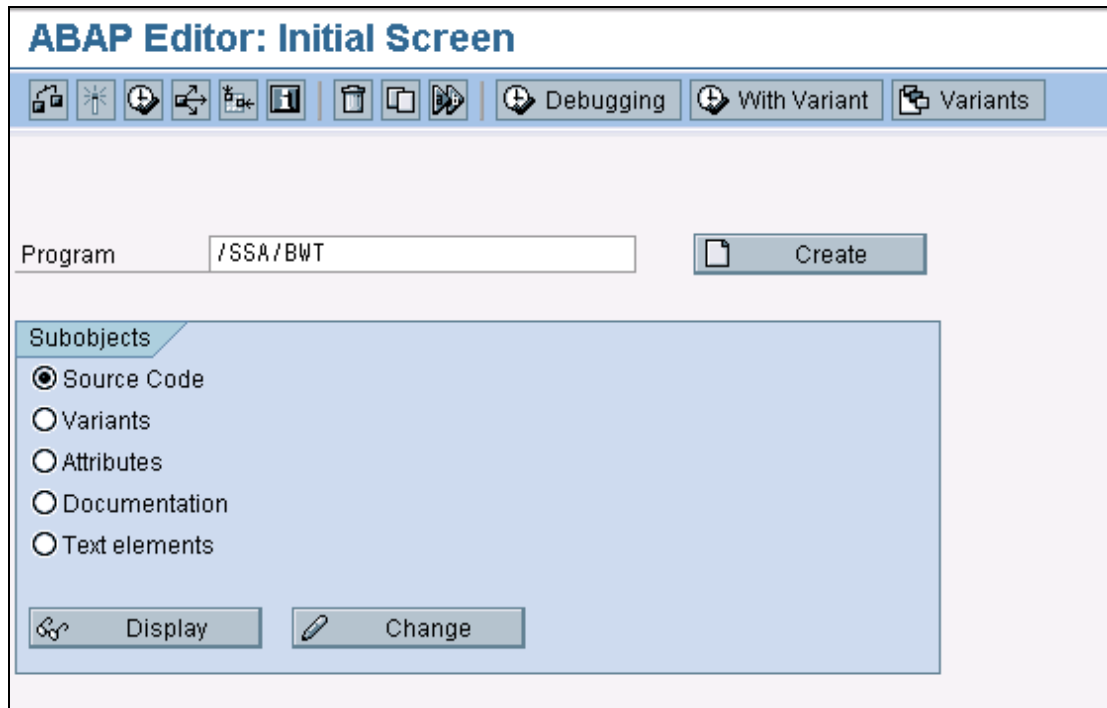 ABAP Editor: Initial Screen
Debugging With Variant Variants
Program /SSA/BWT Create
Subobjects
Source Code
Variants
Attributes
Documentation
Text elements
Display Change